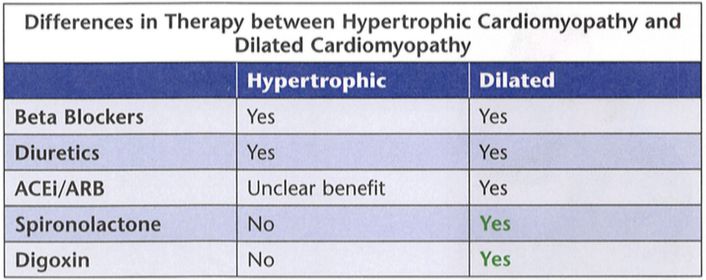 Differences in Therapy between Hypertrophic Cardiomyopathy and
Dilated Cardiomyopathy
Hypertrophic Dilated
Beta Blockers Yes Yes
Diuretics Yes Yes
ACEi/ARB Unclear benefit Yes
Spironolactone No Yes
Digoxin No Yes